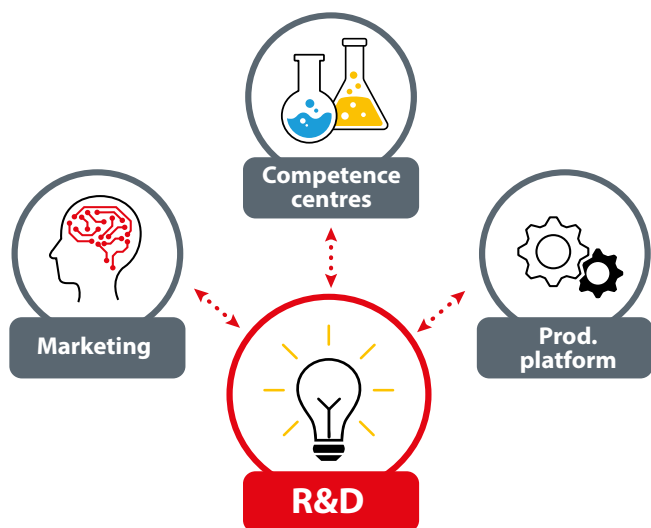 Competence
centres
Marketing
Prod.
platform
R&D